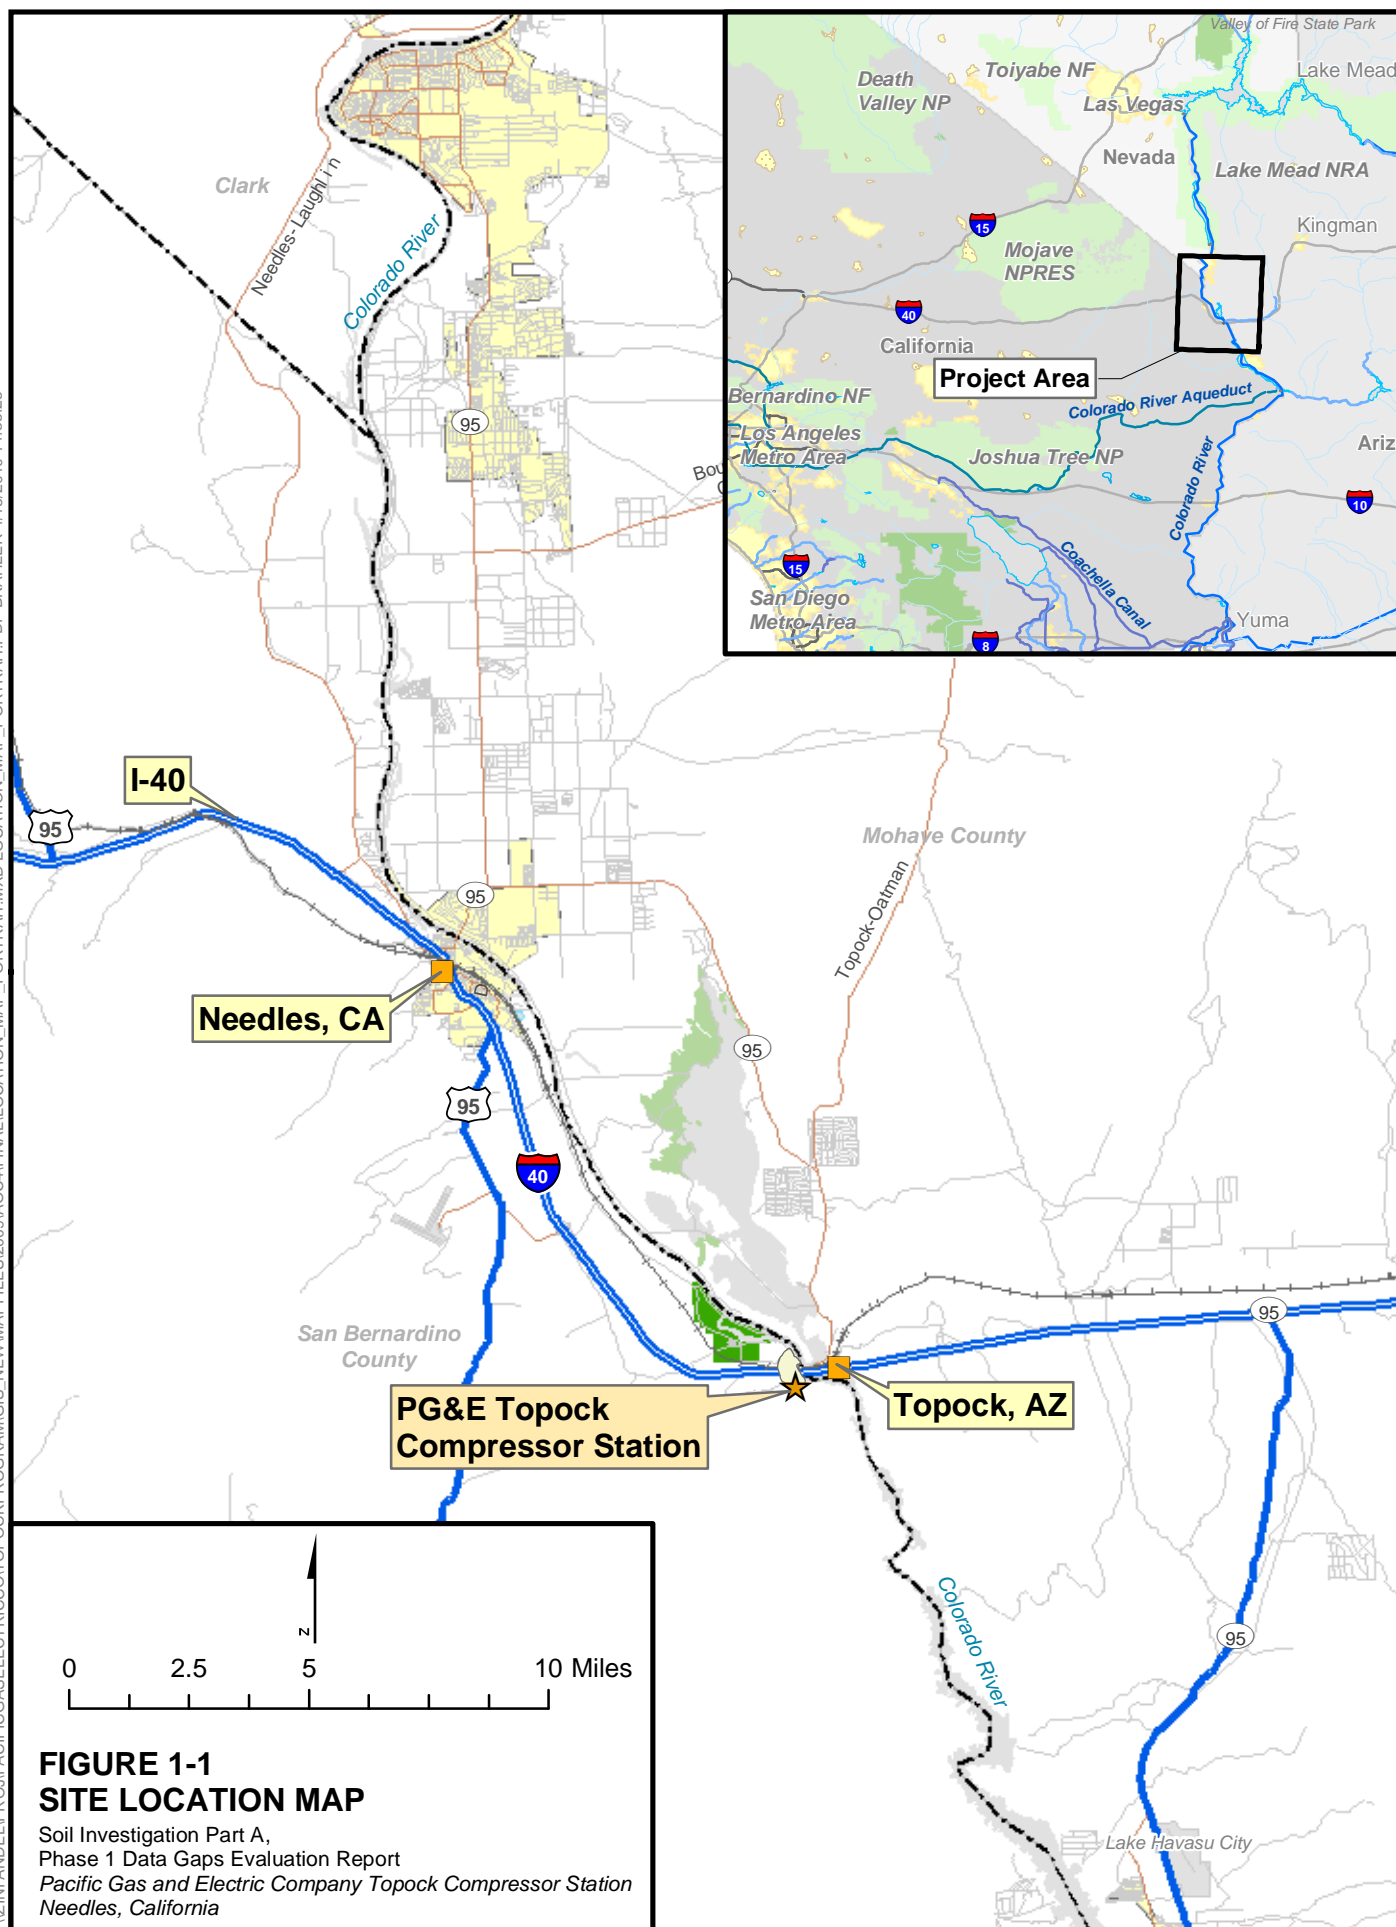 Valley of Fire State Park
Death
Valley NP
Toiyabe NF
Lake Mead
Las Vegas
Nevada
Lake Mead NRA
Kingman
15
Mojave
NPRES
40
California
Project Area
Bernardino NF
Colorado River Aqueduct
Los Angeles
Metro Area
Joshua Tree NP
Colorado River
Ariz
10
15
Coachella Canal
San Diego
Metro Area
Yuma
8
Clark
Needles-Laughlin
Colorado River
95
Bou
I-40
95
Mohave County
95
Topock-Oatman
Needles, CA
D
95
95
40
San Bernardino
County
95
PG&E Topock
Compressor Station
Topock, AZ
Colorado River
95
Lake Havasu City
N
0 2.5 5 10 Miles
FIGURE 1-1
SITE LOCATION MAP
Soil Investigation Part A,
Phase 1 Data Gaps Evaluation Report
Pacific Gas and Electric Company Topock Compressor Station
Needles, California